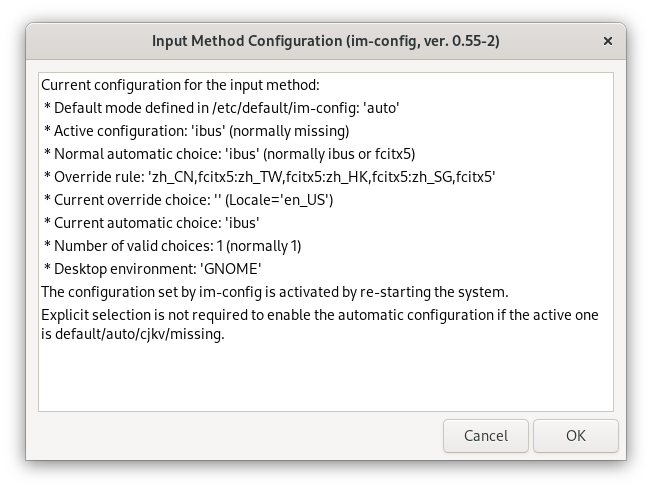 Input Method Configuration (im-config, ver. 0.55-2)
×
Current configuration for the input method:
* Default mode defined in /etc/default/im-config: 'auto'
* Active configuration: 'ibus' (normally missing)
* Normal automatic choice: 'ibus' (normally ibus or fcitx5)
* Override rule: 'zh_CN,fcitx5:zh_TW,fcitx5:zh_HK,fcitx5:zh_SG,fcitx5'
* Current override choice: '' (Locale='en_US')
* Current automatic choice: 'ibus'
* Number of valid choices: 1 (normally 1)
* Desktop environment: 'GNOME'
The configuration set by im-config is activated by re-starting the system.
Explicit selection is not required to enable the automatic configuration if the active one
is default/auto/cjkv/missing.
Cancel
OK